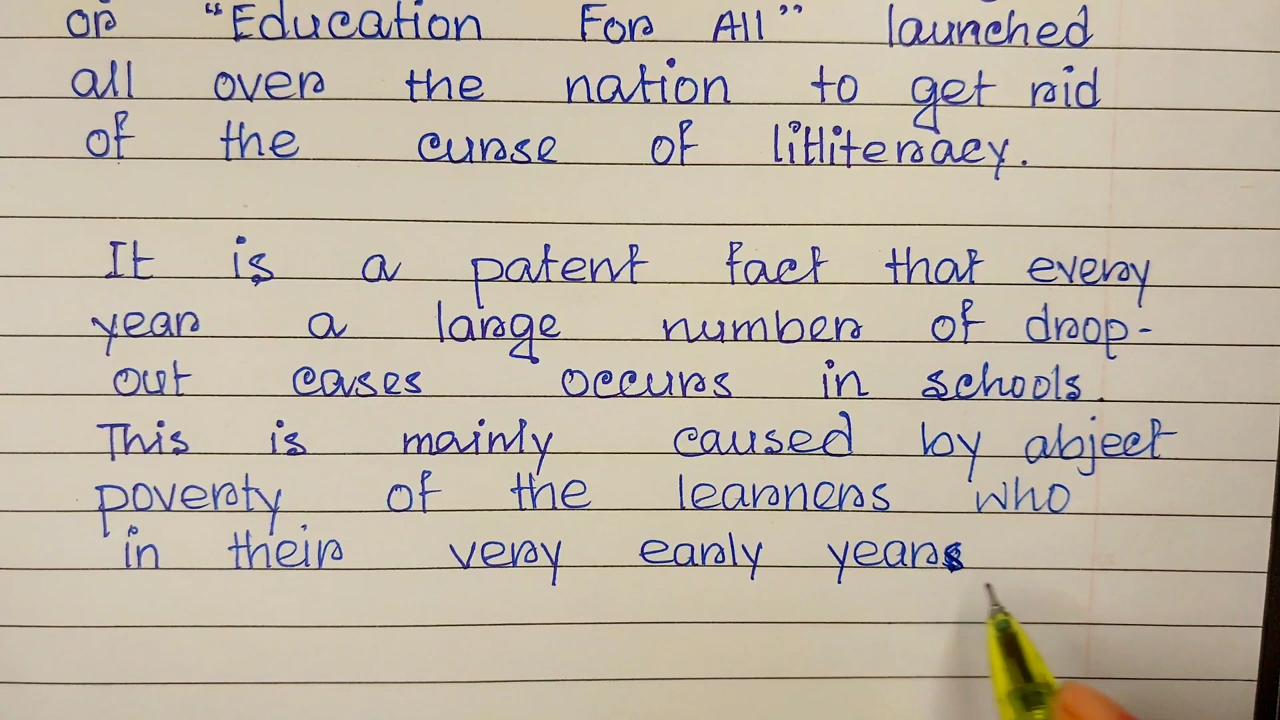 or "Education For All" launched
all over the nation to get rid
of the curse of litliteracy.
It is a patent fact that every
year a large number of drop-
out cases occurs in schools.
This is mainly caused by abject
poverty of the learners who
in their very early years